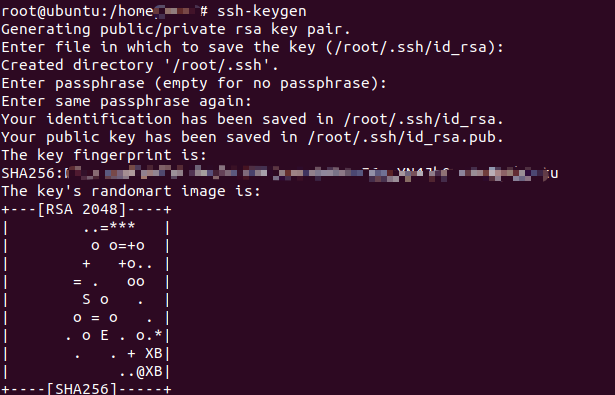 root@ubuntu:/home # ssh-keygen
Generating public/private rsa key pair.
Enter file in which to save the key (/root/.ssh/id_rsa):
Created directory '/root/.ssh'.
Enter passphrase (empty for no passphrase):
Enter same passphrase again:
Your identification has been saved in /root/.ssh/id_rsa.
Your public key has been saved in /root/.ssh/id_rsa.pub.
The key fingerprint is:
SHA256:
The key's randomart image is:
+---[RSA 2048]----+
|        ..=***   |
|         o o=+o  |
|        +   +o.. |
|       = .   oo  |
|        S o   .  |
|       o = o   . |
|      . o E . o.*|
|       .   . + XB|
|            ..@XB|
+----[SHA256]-----+